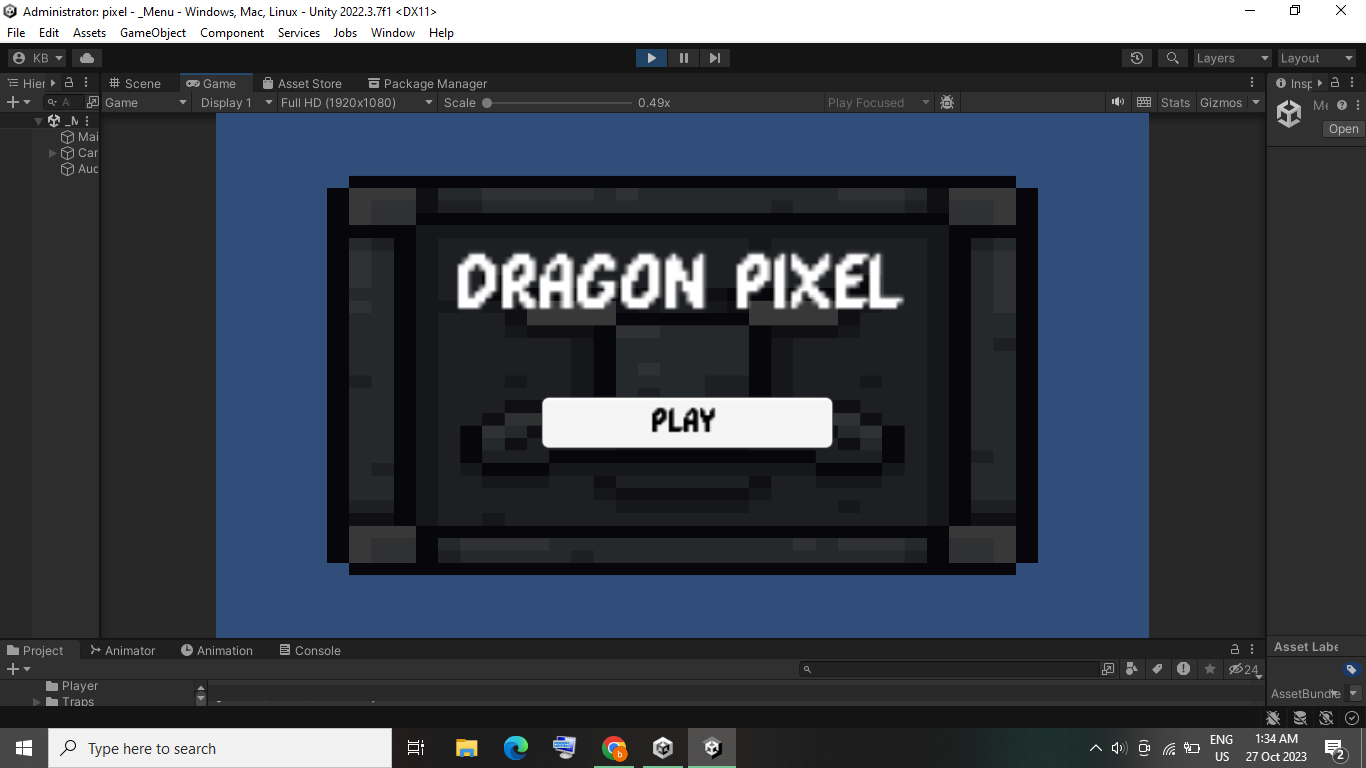 Administrator: pixel - _Menu - Windows, Mac, Linux - Unity 2022.3.7f1 <DX11>
File Edit Assets GameObject Component Services Jobs Window Help
KB Layers Layout
Hier Scene Game Asset Store Package Manager Insp
A Game Display 1 Full HD (1920x1080) Scale 0.49x Play Focused Stats Gizmos
_M
Mai
Car
Auc
Me
Open
DRAGON PIXEL
PLAY
Project Animator Animation Console
24
Player
Traps
Asset Labe
AssetBundle
Type here to search
ENG
US
1:34 AM
27 Oct 2023
2